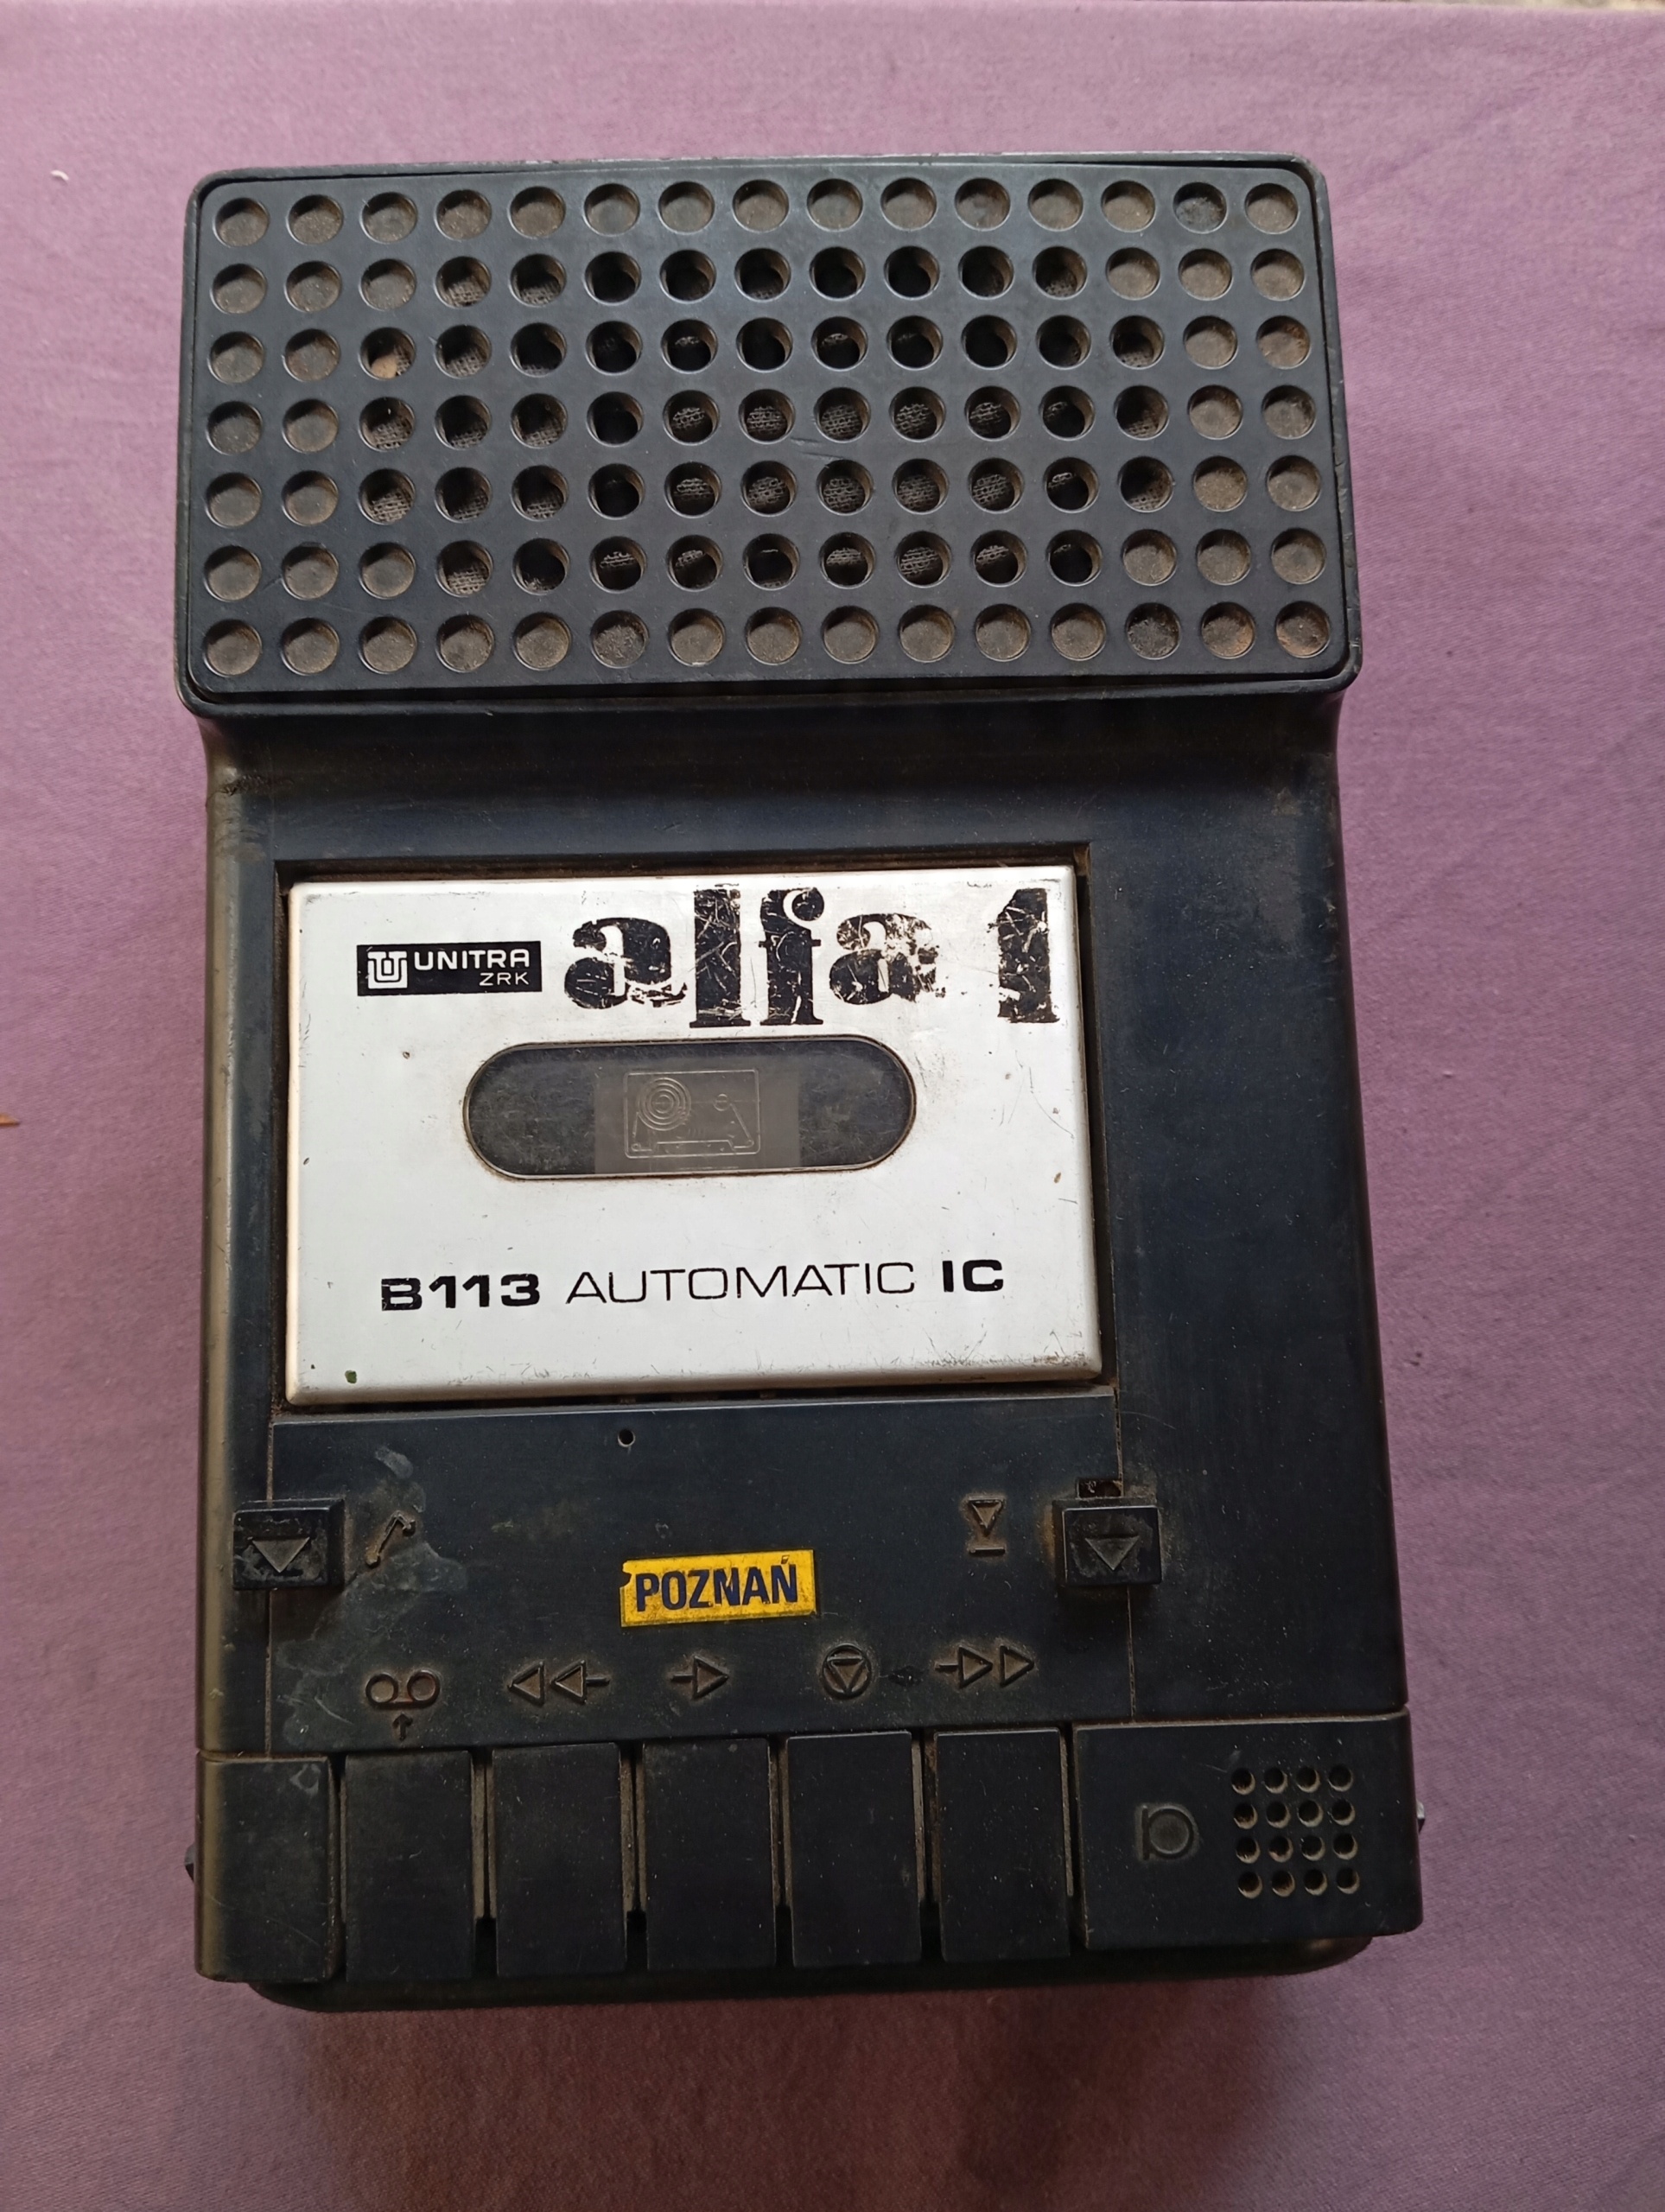 UNITRA
ZRK
alfa 1
B113 AUTOMATIC IC
POZNAŃ